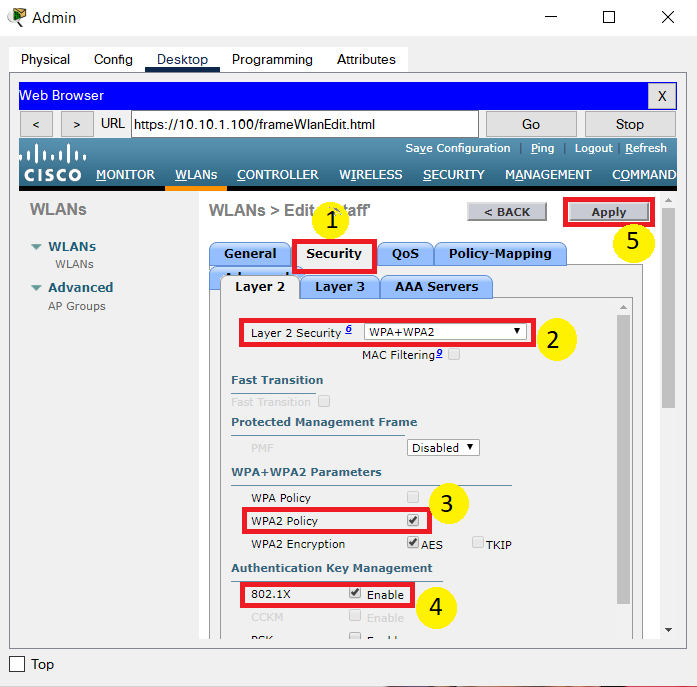 Admin
Physical Config Desktop Programming Attributes
Web Browser X
< > URL https://10.10.1.100/frameWlanEdit.html Go Stop
Save Configuration Ping Logout Refresh
CISCO MONITOR WLANs CONTROLLER WIRELESS SECURITY MANAGEMENT COMMAND
WLANs WLANs > Edit 'Staff' < BACK Apply
1
5
WLANs
WLANs
Advanced
AP Groups
General Security QoS Policy-Mapping
Advanced
Layer 2 Layer 3 AAA Servers
Layer 2 Security 6 WPA+WPA2
2
MAC Filtering 9
Fast Transition
Fast Transition
Protected Management Frame
PMF Disabled
WPA+WPA2 Parameters
WPA Policy
3
WPA2 Policy
WPA2 Encryption AES TKIP
Authentication Key Management
802.1X Enable
4
CCKM Enable
PSK Enable
Top